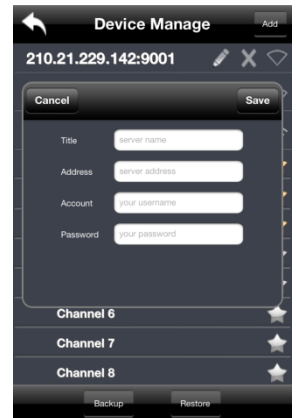 Device Manage Add
210.21.229.142:9001
Cancel Save
Title server name
Address server address
Account your username
Password your password
Channel 6
Channel 7
Channel 8
Backup Restore